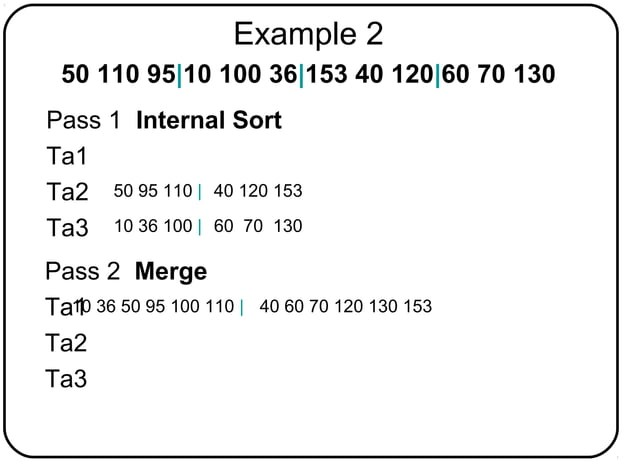 Example 2
50 110 95|10 100 36|153 40 120|60 70 130
Pass 1 Internal Sort
Ta1
Ta2 50 95 110 | 40 120 153
Ta3 10 36 100 | 60 70 130
Pass 2 Merge
Ta1 10 36 50 95 100 110 | 40 60 70 120 130 153
Ta2
Ta3